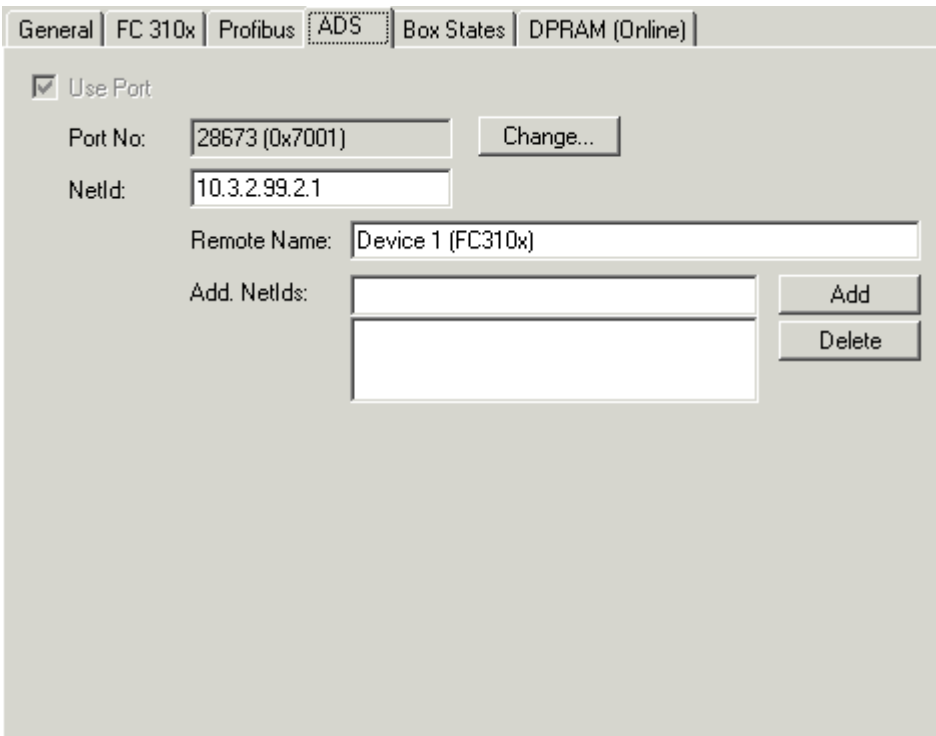 General FC 310x Profibus ADS Box States DPRAM (Online)
Use Port
Port No: 28673 (0x7001) Change...
NetId: 10.3.2.99.2.1
Remote Name: Device 1 (FC310x)
Add. NetIds: Add
Delete